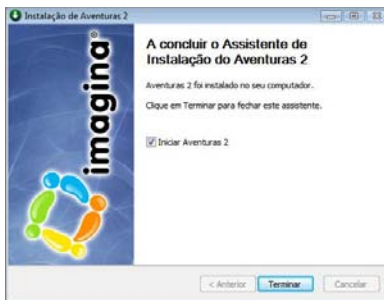 Instalação de Aventuras 2
imagina
A concluir o Assistente de
Instalação do Aventuras 2
Aventuras 2 foi instalado no seu computador.
Clique em Terminar para fechar este assistente.
Iniciar Aventuras 2
< Anterior
Terminar
Cancelar